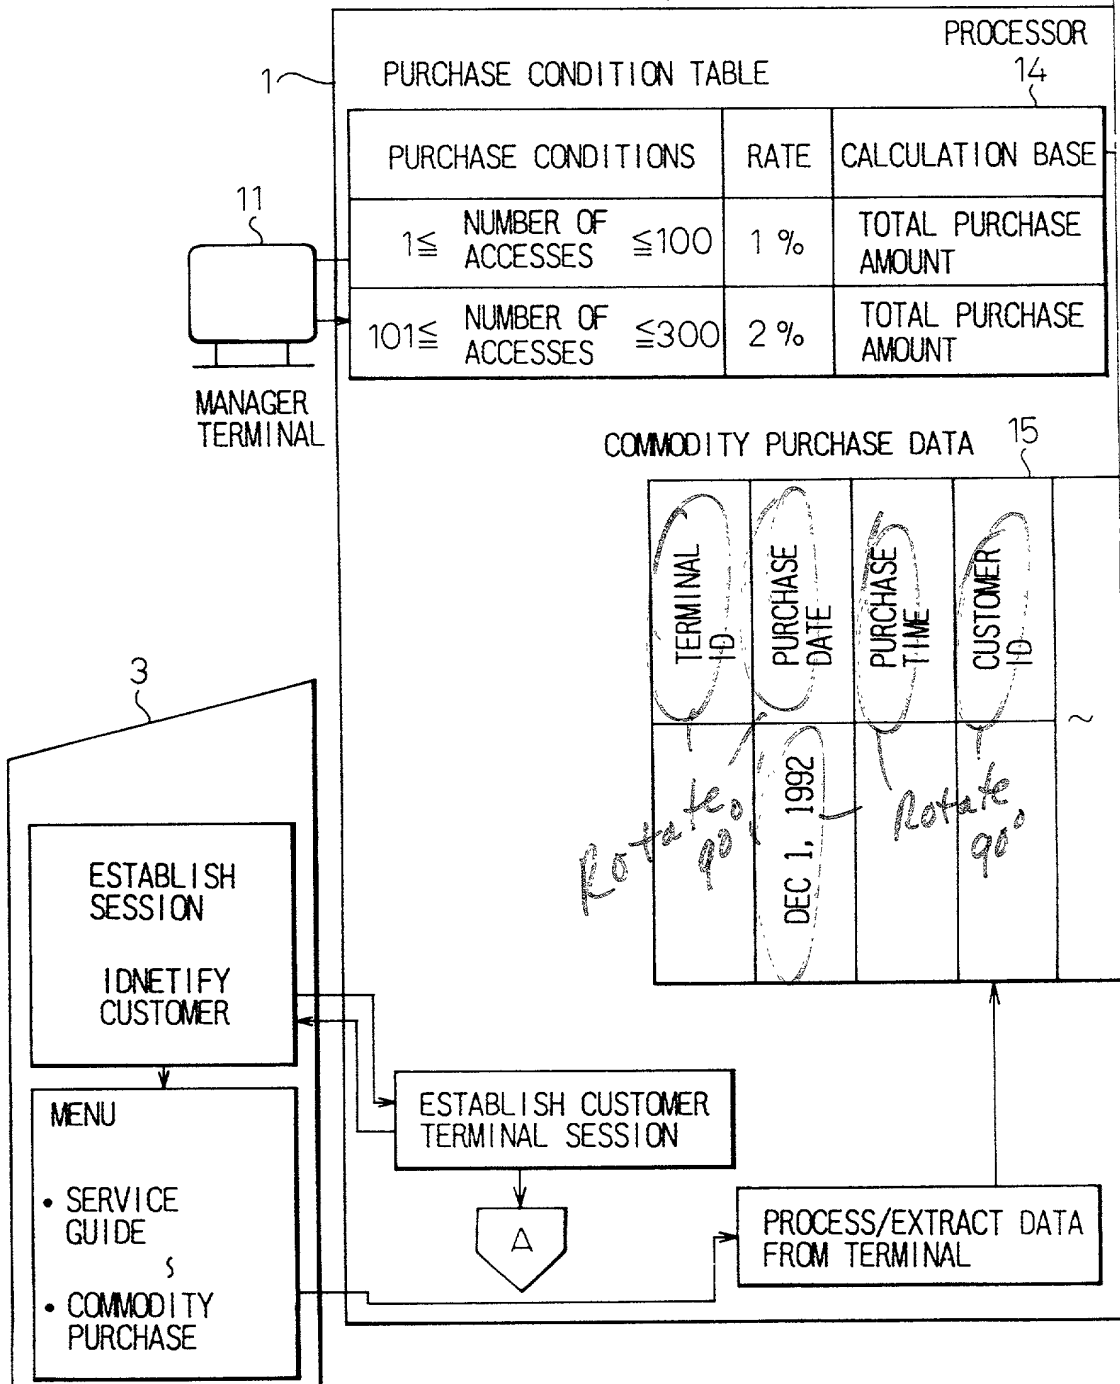 PROCESSOR
1
PURCHASE CONDITION TABLE
14
PURCHASE CONDITIONS RATE CALCULATION BASE
1≦ NUMBER OF ACCESSES ≦100 1 % TOTAL PURCHASE AMOUNT
101≦ NUMBER OF ACCESSES ≦300 2 % TOTAL PURCHASE AMOUNT
11
MANAGER
TERMINAL
COMMODITY PURCHASE DATA
15
TERMINAL
ID
PURCHASE
DATE
PURCHASE
TIME
CUSTOMER
ID
~
DEC 1, 1992
Rotate
90°
Rotate
90°
3
ESTABLISH
SESSION
IDNETIFY
CUSTOMER
MENU
• SERVICE
GUIDE
• COMMODITY
PURCHASE
ESTABLISH CUSTOMER
TERMINAL SESSION
A
PROCESS/EXTRACT DATA
FROM TERMINAL